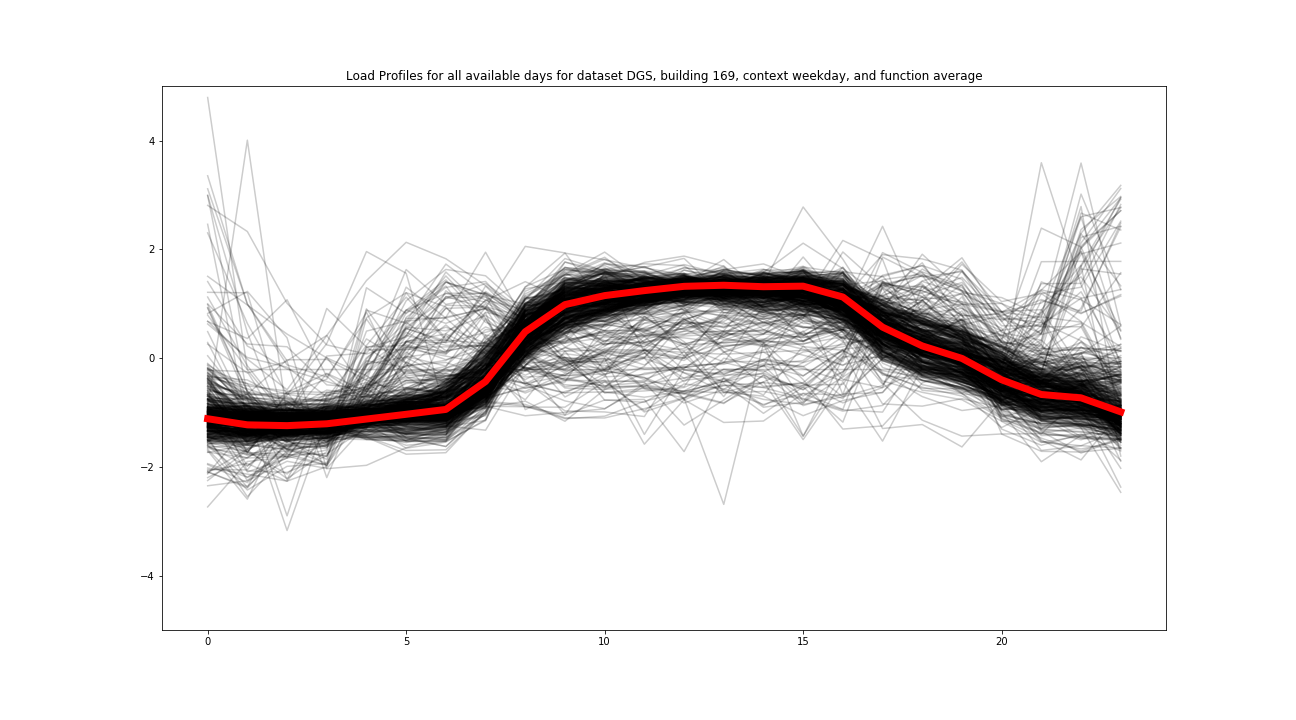 Load Profiles for all available days for dataset DGS, building 169, context weekday, and function average
4
2
0
−2
−4
0 5 10 15 20